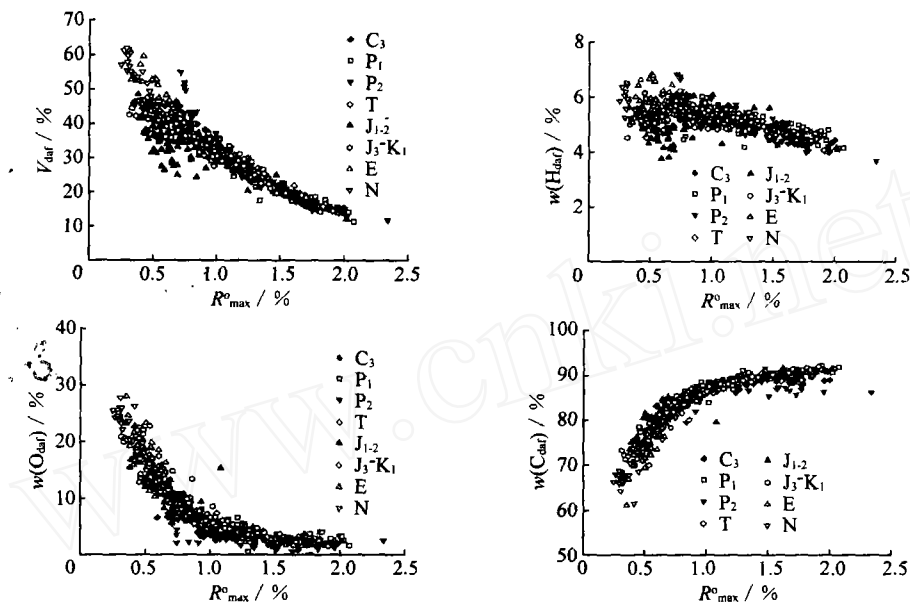 V_daf / %
70
60
50
40
30
20
10
0
0.5 1.0 1.5 2.0 2.5
R°max / %
C₃
P₁
P₂
T
J₁₋₂
J₃-K₁
E
N
w(H_daf) / %
8
6
4
2
0
0.5 1.0 1.5 2.0 2.5
R°max / %
C₃ J₁₋₂
P₁ J₃-K₁
P₂ E
T N
w(O_daf) / %
40
30
20
10
0
0.5 1.0 1.5 2.0 2.5
R°max / %
C₃
P₁
P₂
T
J₁₋₂
J₃-K₁
E
N
w(C_daf) / %
100
90
80
70
60
50
0
0.5 1.0 1.5 2.0 2.5
R°max / %
C₃ J₁₋₂
P₁ J₃-K₁
P₂ E
T N
www.cnki.net